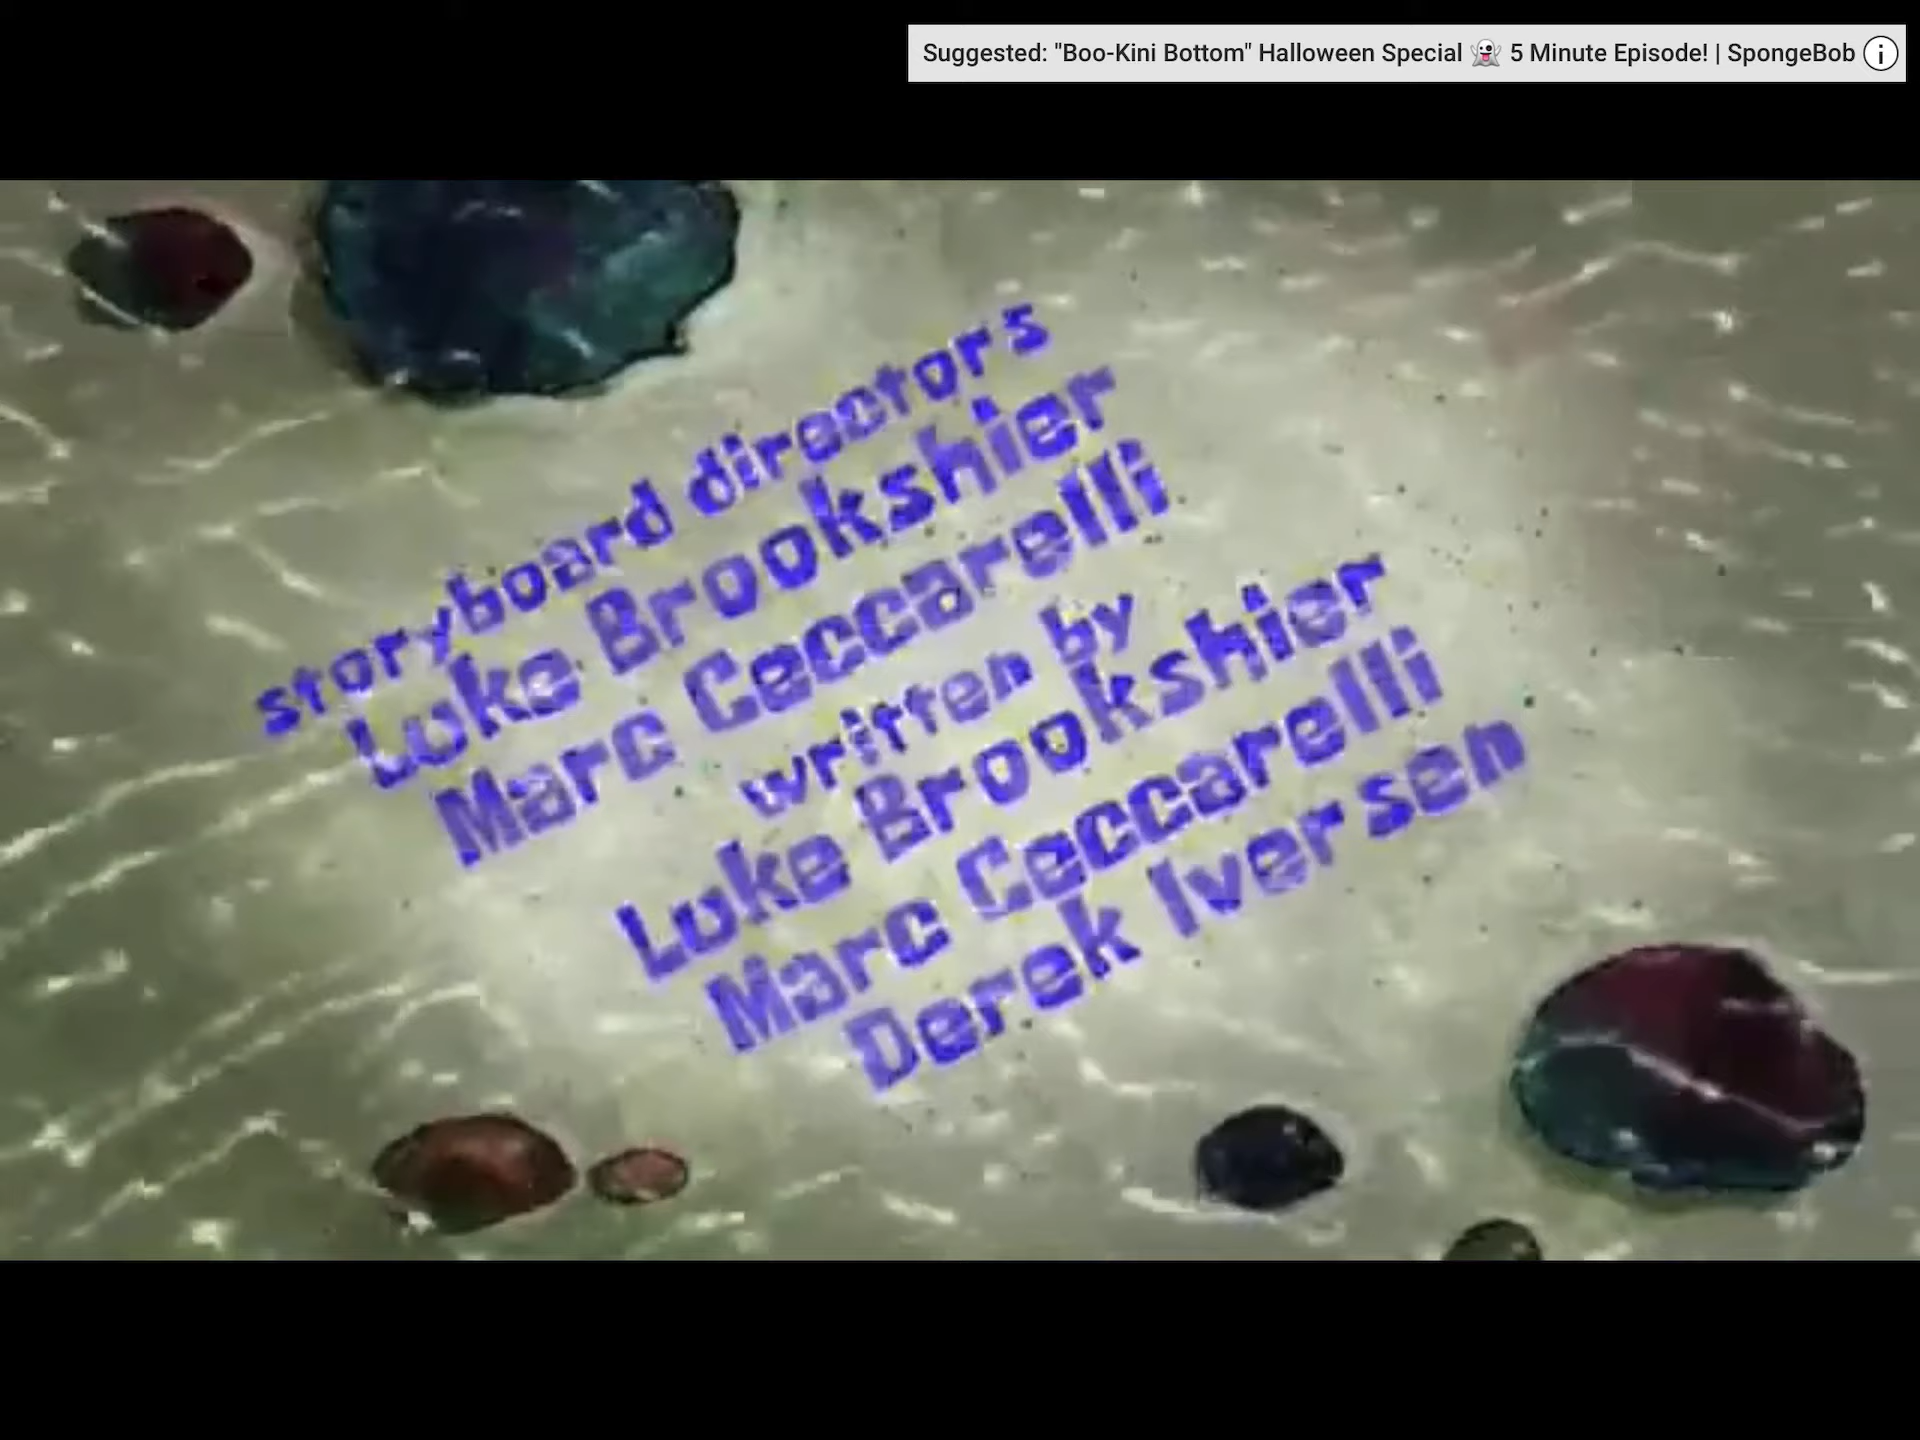 Suggested: "Boo-Kini Bottom" Halloween Special 👻 5 Minute Episode! | SpongeBob
storyboard directors
Luke Brookshier
Marc Ceccarelli
written by
Luke Brookshier
Marc Ceccarelli
Derek Iversen